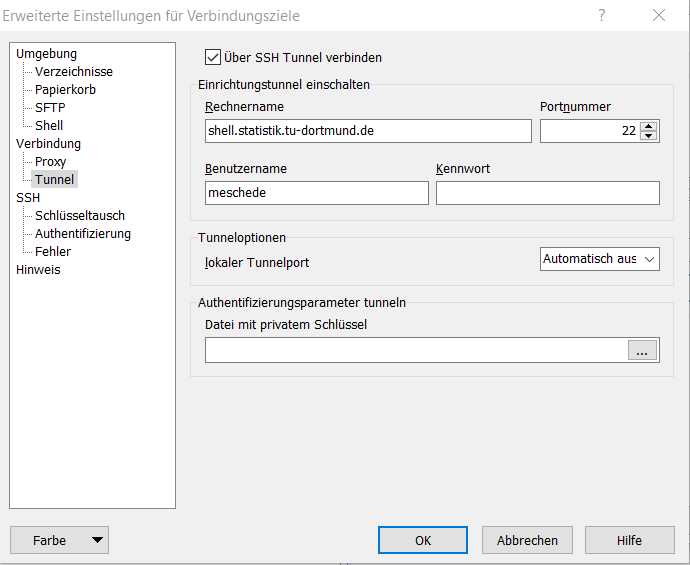 Erweiterte Einstellungen für Verbindungsziele
Umgebung
Verzeichnisse
Papierkorb
SFTP
Shell
Verbindung
Proxy
Tunnel
SSH
Schlüsseltausch
Authentifizierung
Fehler
Hinweis
Über SSH Tunnel verbinden
Einrichtungstunnel einschalten
Rechnername
Portnummer
shell.statistik.tu-dortmund.de
22
Benutzername
Kennwort
meschede
Tunneloptionen
lokaler Tunnelport
Automatisch aus
Authentifizierungsparameter tunneln
Datei mit privatem Schlüssel
...
Farbe
OK
Abbrechen
Hilfe